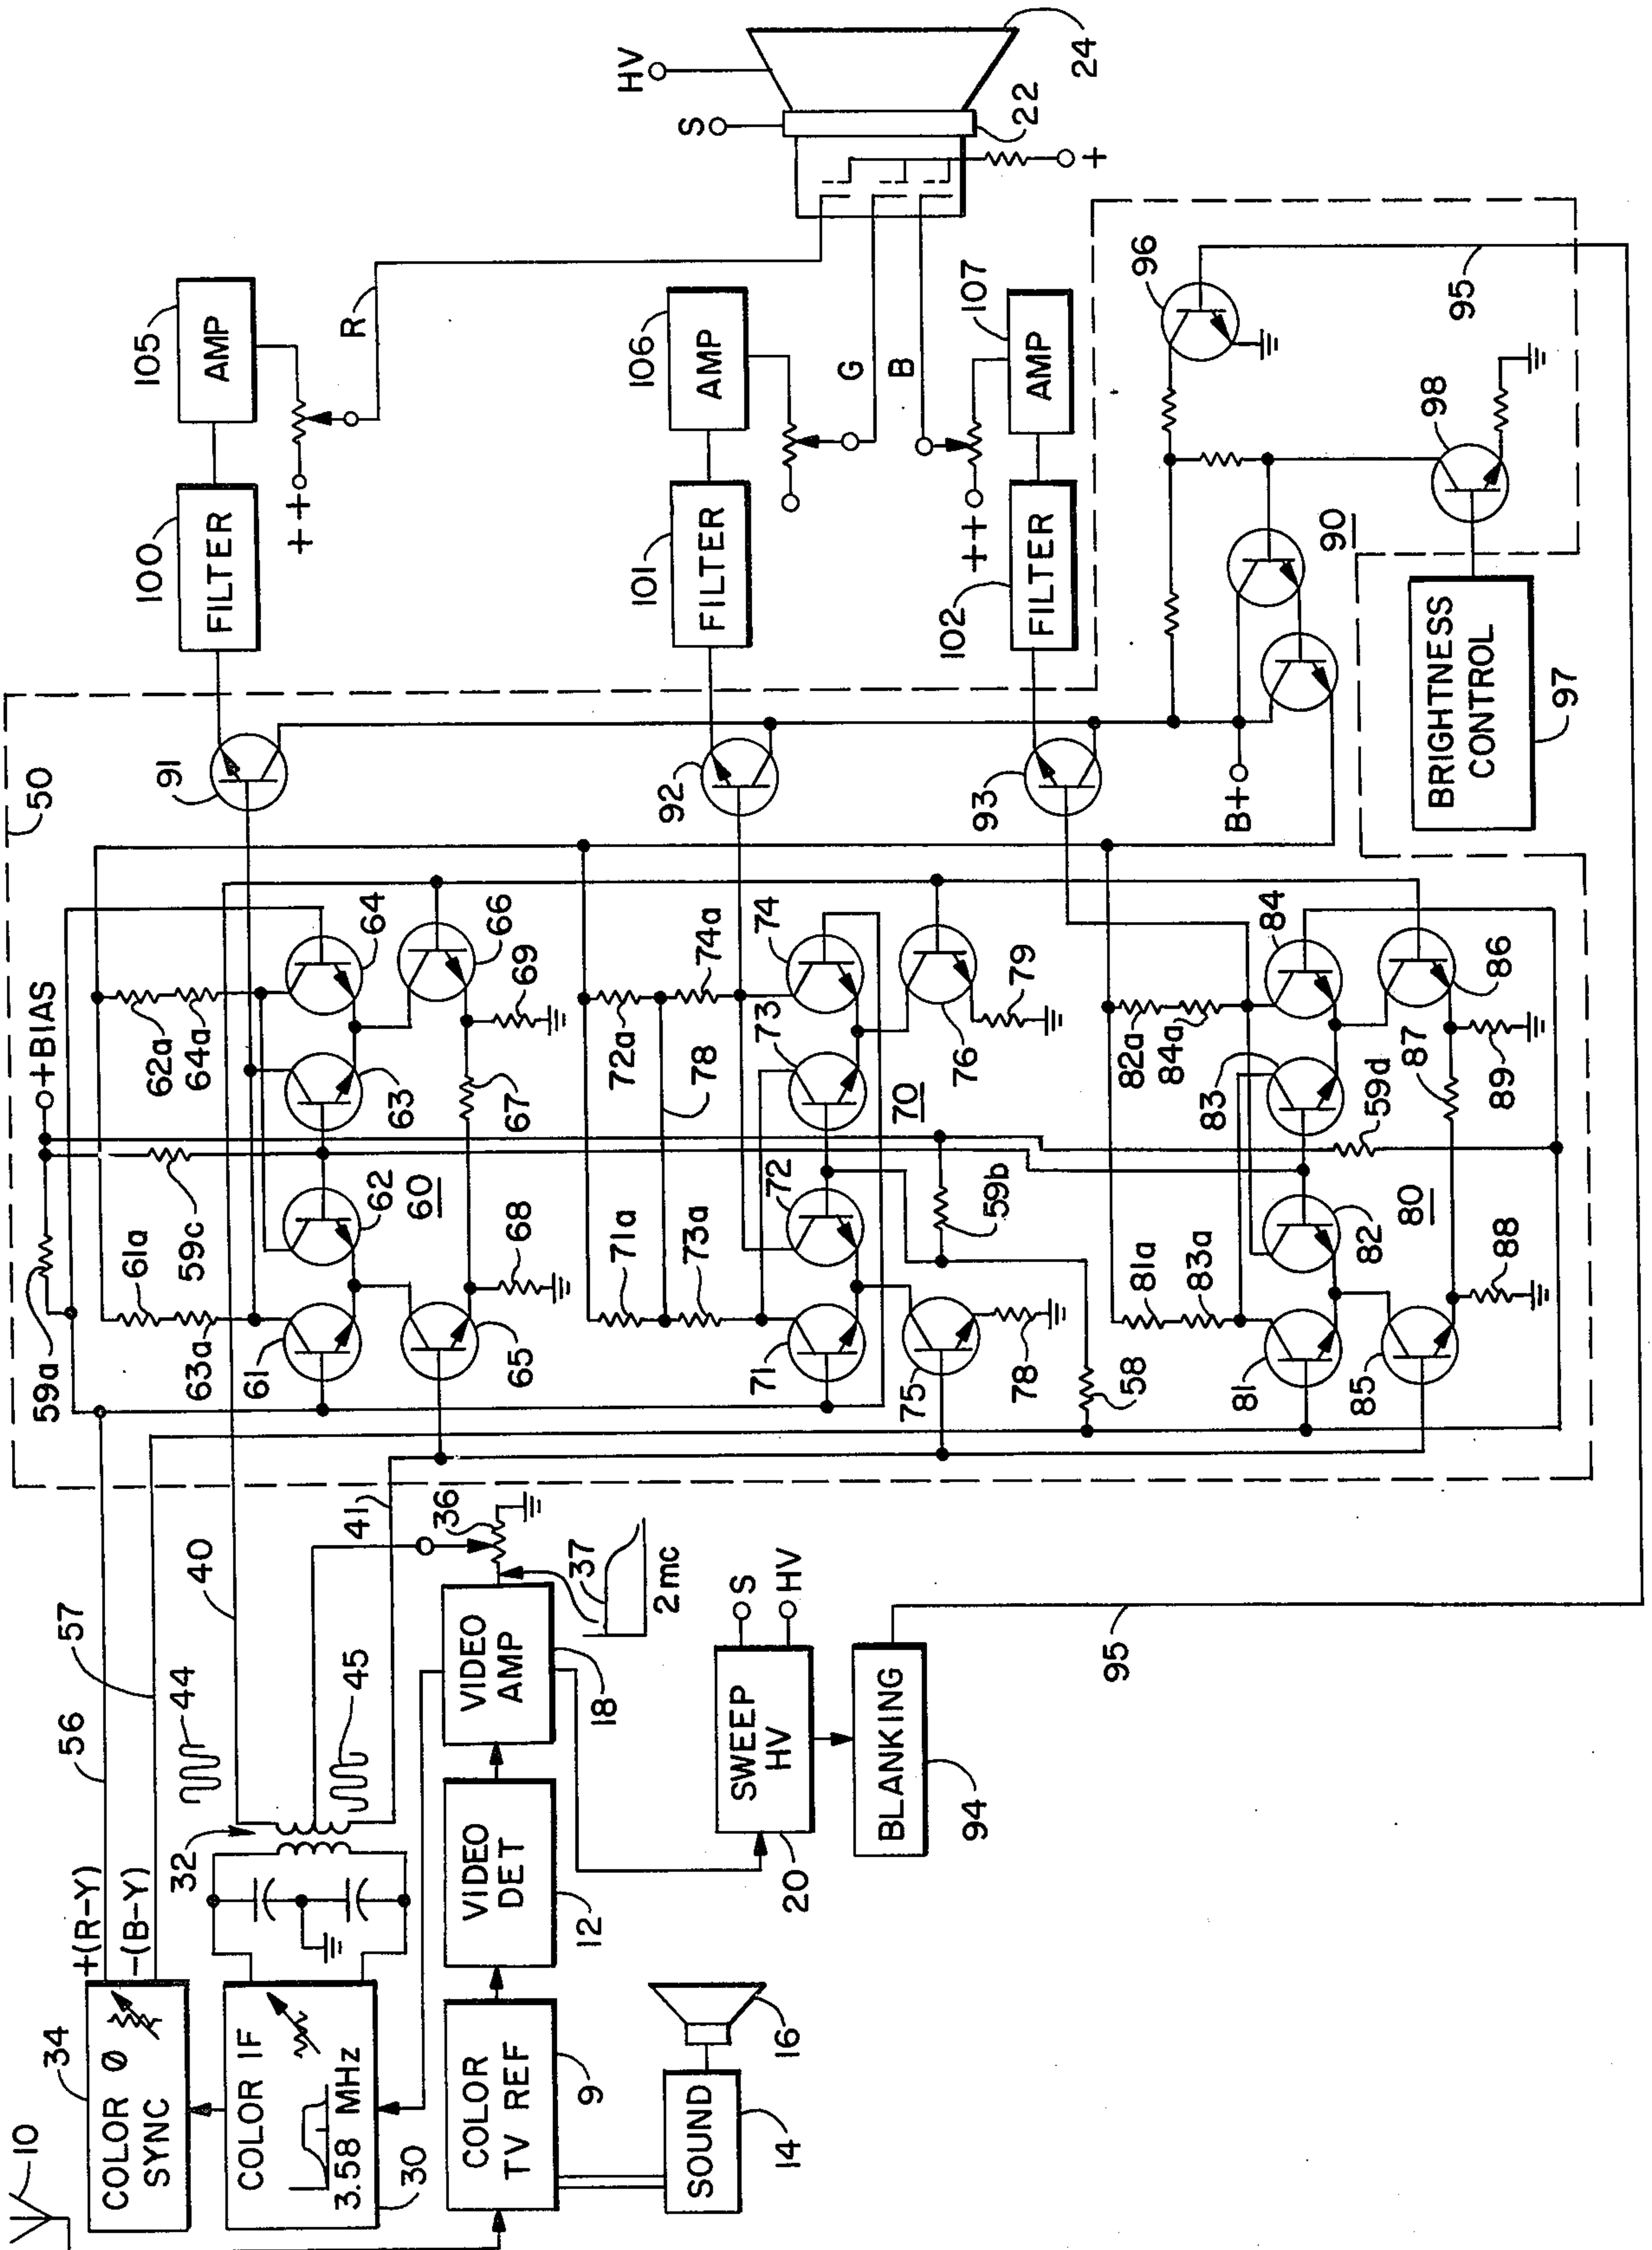 10
34
COLOR Ø
SYNC
+(R-Y)
-(B-Y)
56
57
COLOR IF
3.58 MHz
30
32
44
45
40
41
COLOR
TV REF
9
SOUND
14
16
VIDEO
DET
12
VIDEO
AMP
18
36
37
2mc
SWEEP
HV
20
S
HV
BLANKING
94
95
50
+BIAS
59a
61a
63a
59c
62a
64a
61
62
60
63
64
65
66
67
68
69
71a
73a
72a
74a
78
71
72
70
73
74
75
76
78
79
59b
58
81a
83a
82a
84a
81
82
80
83
84
59d
85
86
87
88
89
91
92
93
B+
90
BRIGHTNESS
CONTROL
97
98
96
95
FILTER
100
AMP
105
++
R
FILTER
101
AMP
106
G
B
FILTER
102
AMP
107
++
S
HV
22
24
+